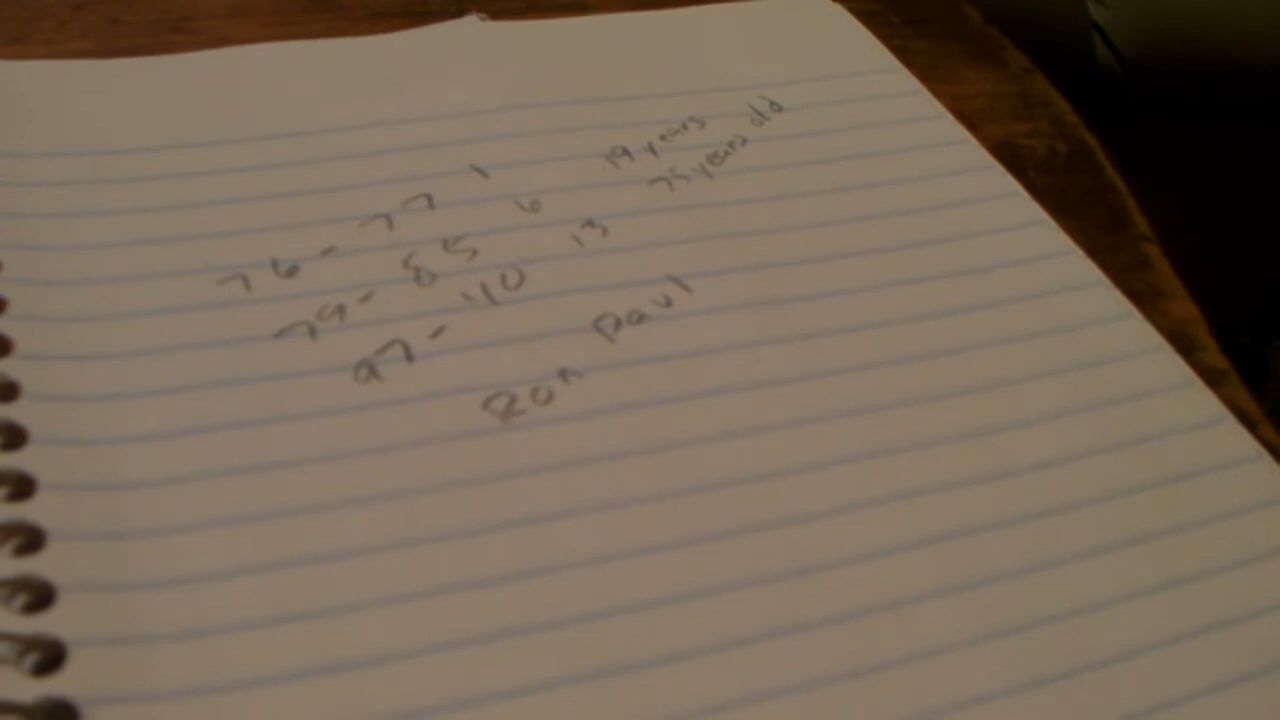 76 - 77 1
79 - 85 6
97 - '10 13
19 years
75 years old
Ron Paul